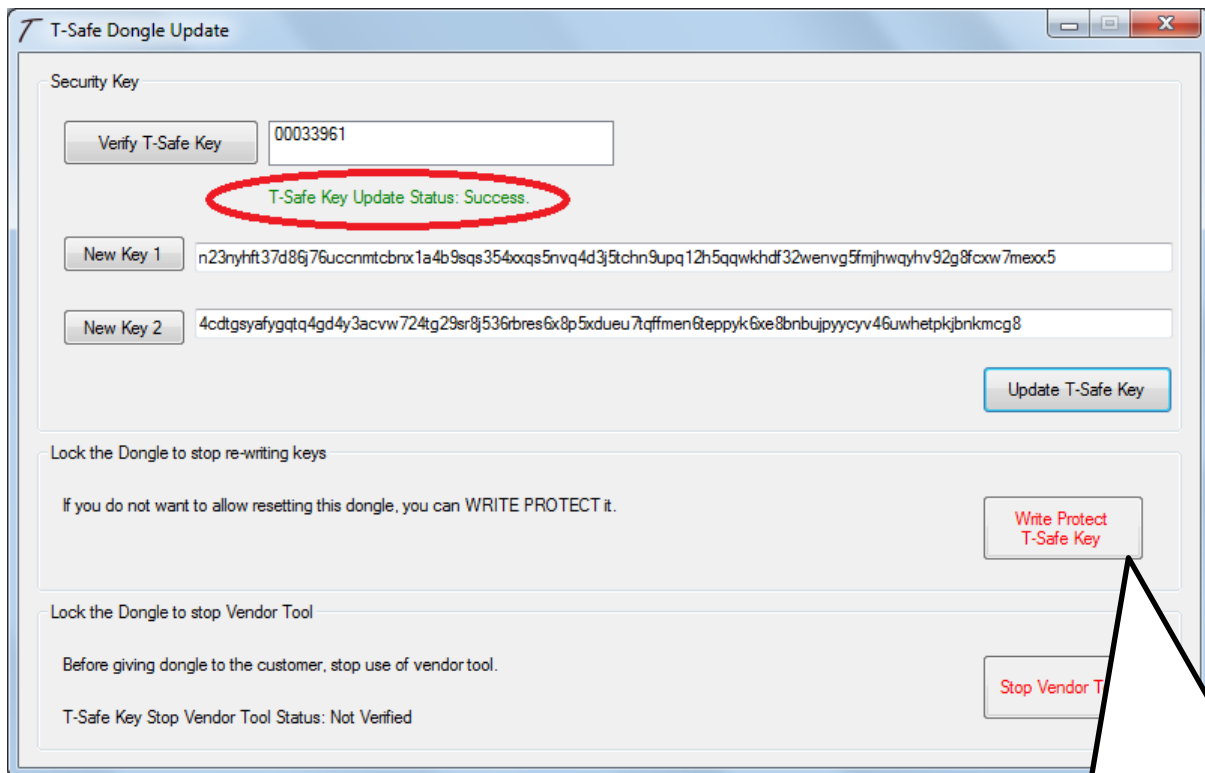 T-Safe Dongle Update
Security Key
Verify T-Safe Key
00033961
T-Safe Key Update Status: Success.
New Key 1
n23nyhft37d86j76uccnmtcbnx1a4b9sqs354xxqs5nvq4d3j5tchn9upq12h5qqwkhdf32wenvg5fmjhwqyhv92g8fcxw7mexx5
New Key 2
4cdtgsyafygqtq4gd4y3acvw724tg29sr8j536rbres6x8p5xdueu7tqffmen6teppyk6xe8bnbujpyycyv46uwhetpkjbnkmcg8
Update T-Safe Key
Lock the Dongle to stop re-writing keys
If you do not want to allow resetting this dongle, you can WRITE PROTECT it.
Write Protect
T-Safe Key
Lock the Dongle to stop Vendor Tool
Before giving dongle to the customer, stop use of vendor tool.
Stop Vendor T
T-Safe Key Stop Vendor Tool Status: Not Verified